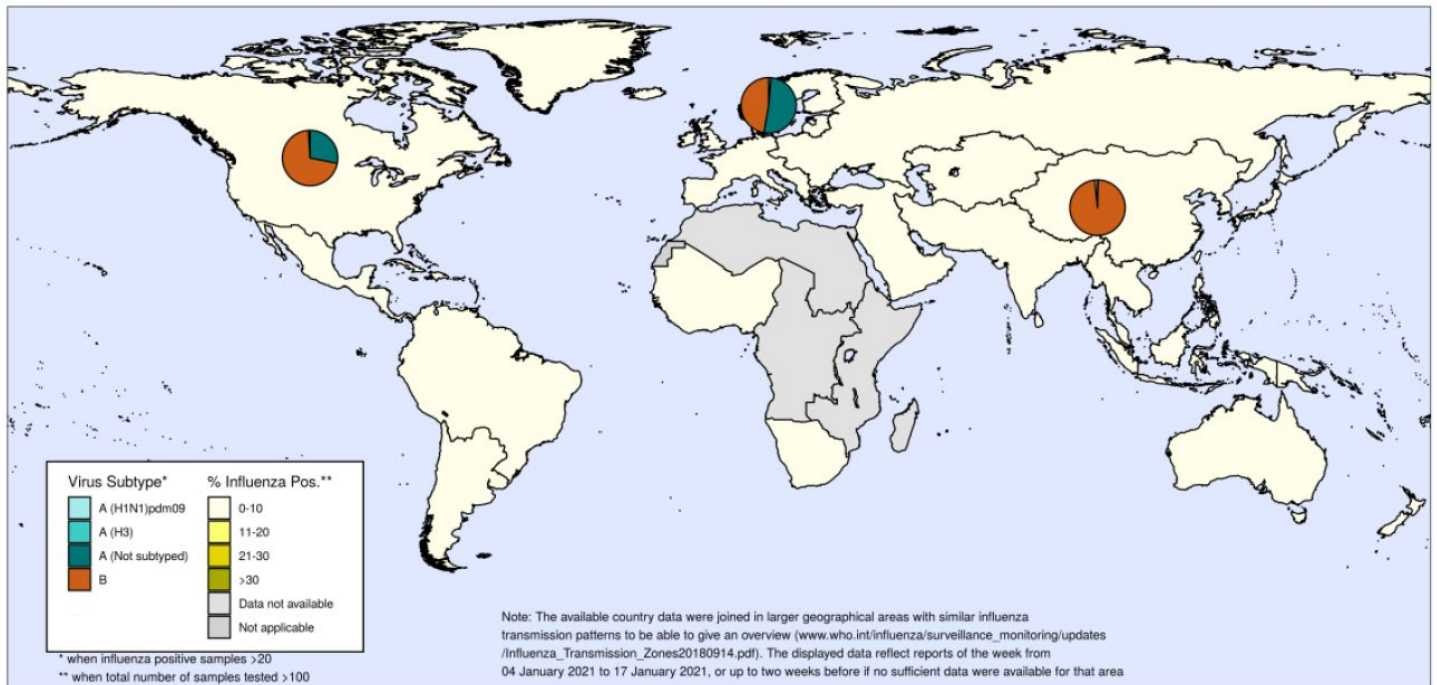 Virus Subtype*
A (H1N1)pdm09
A (H3)
A (Not subtyped)
B
% Influenza Pos.**
0-10
11-20
21-30
>30
Data not available
Not applicable
* when influenza positive samples >20
** when total number of samples tested >100
Note: The available country data were joined in larger geographical areas with similar influenza
transmission patterns to be able to give an overview (www.who.int/influenza/surveillance_monitoring/updates
/Influenza_Transmission_Zones20180914.pdf). The displayed data reflect reports of the week from
04 January 2021 to 17 January 2021, or up to two weeks before if no sufficient data were available for that area